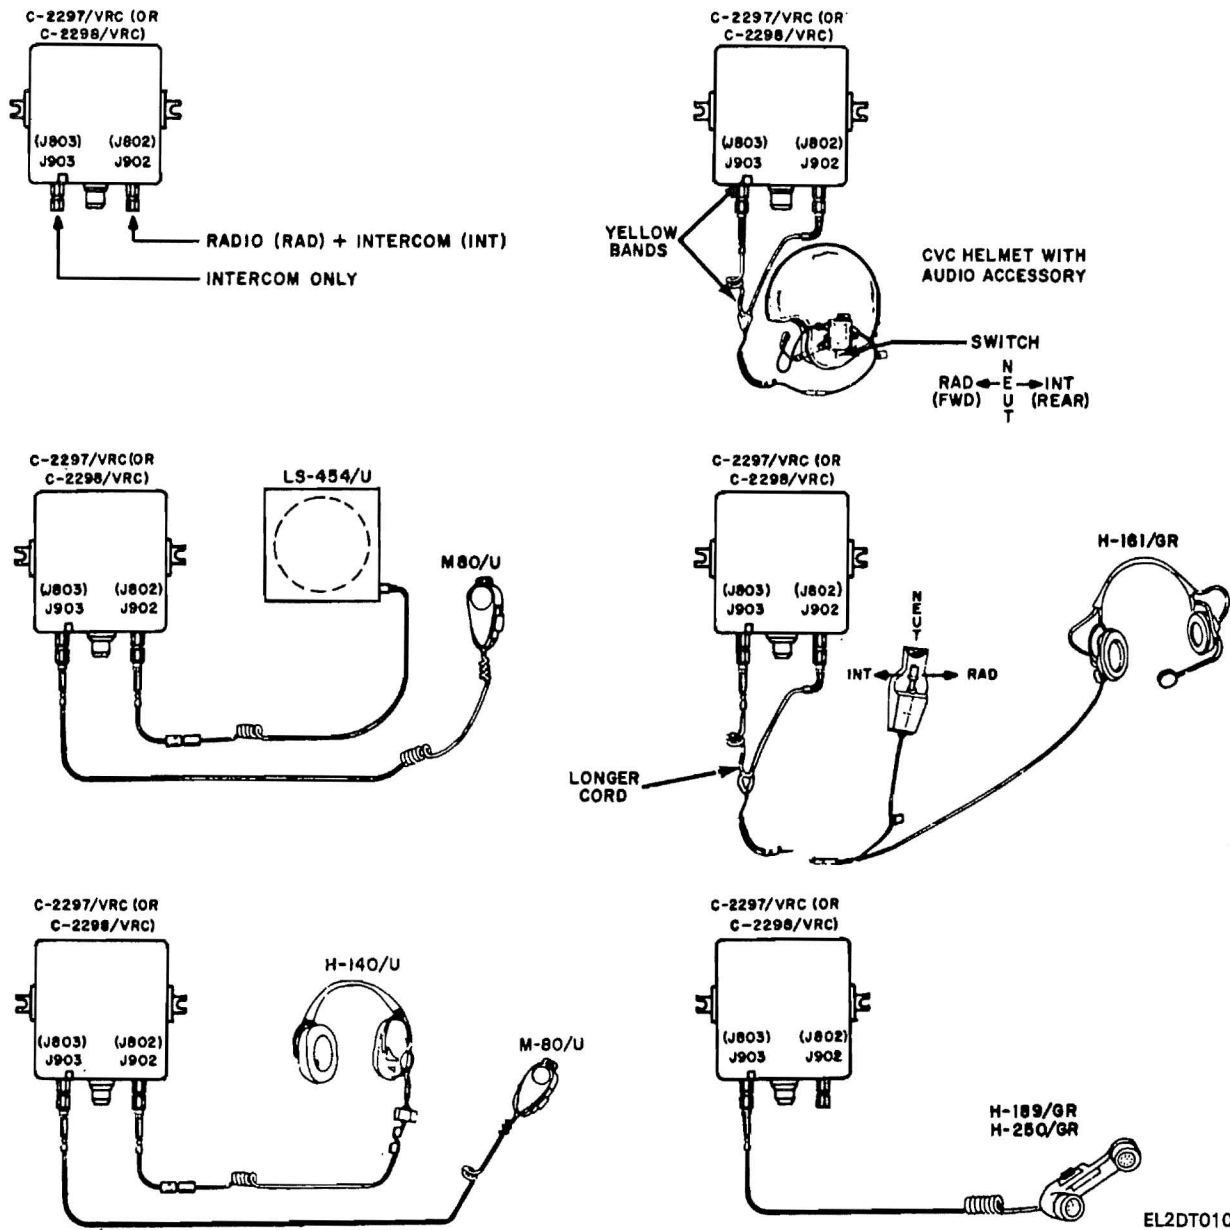 C-2297/VRC (OR
C-2298/VRC)
(J803) (J802)
J903 J902
RADIO (RAD) + INTERCOM (INT)
INTERCOM ONLY
C-2297/VRC (OR
C-2298/VRC)
(J803) (J802)
J903 J902
YELLOW
BANDS
CVC HELMET WITH
AUDIO ACCESSORY
SWITCH
NEUT
RAD INT
(FWD) (REAR)
C-2297/VRC(OR
C-2298/VRC)
(J803) (J802)
J903 J902
LS-454/U
M80/U
C-2297/VRC (OR
C-2298/VRC)
(J803) (J802)
J903 J902
H-161/GR
NEUT
INT RAD
LONGER
CORD
C-2297/VRC (OR
C-2298/VRC)
(J803) (J802)
J903 J902
H-140/U
M-80/U
C-2297/VRC (OR
C-2298/VRC)
(J803) (J802)
J903 J902
H-189/GR
H-250/GR
EL2DT010